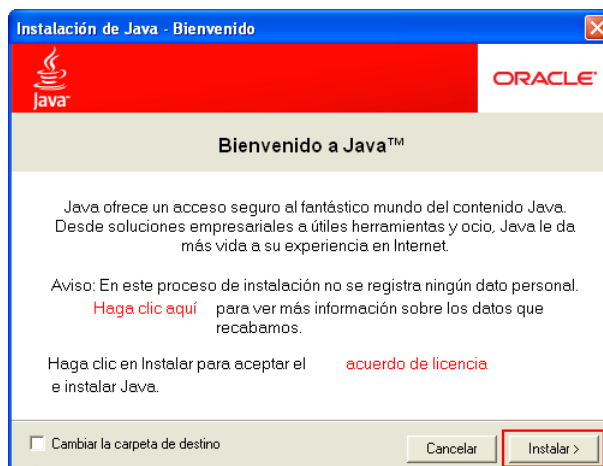 Instalación de Java - Bienvenido
Java™
ORACLE®
Bienvenido a Java™
Java ofrece un acceso seguro al fantástico mundo del contenido Java.
Desde soluciones empresariales a útiles herramientas y ocio, Java le da
más vida a su experiencia en Internet.
Aviso: En este proceso de instalación no se registra ningún dato personal.
Haga clic aquí para ver más información sobre los datos que
recabamos.
Haga clic en Instalar para aceptar el acuerdo de licencia
e instalar Java.
Cambiar la carpeta de destino
Cancelar
Instalar >